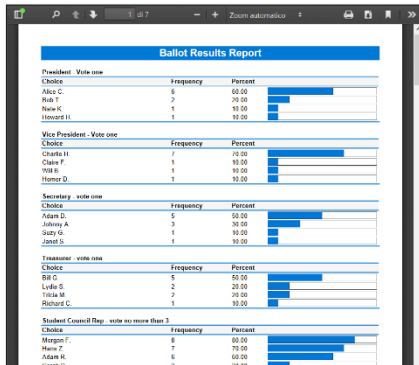 1 di 7 − + Zoom automatico
Ballot Results Report
President - Vote one
Choice Frequency Percent
Alice C. 6 60.00
Bob T. 2 20.00
Nate K. 1 10.00
Howard H. 1 10.00
Vice President - Vote one
Choice Frequency Percent
Charlie H. 7 70.00
Claire F. 1 10.00
Will B. 1 10.00
Homer D. 1 10.00
Secretary - vote one
Choice Frequency Percent
Adam D. 5 50.00
Johnny A. 3 30.00
Suzy G. 1 10.00
Janet S. 1 10.00
Treasurer - vote one
Choice Frequency Percent
Bill G. 5 50.00
Lydia S. 2 20.00
Tricia M. 2 20.00
Richard C. 1 10.00
Student Council Rep - vote no more than 3
Choice Frequency Percent
Morgan F. 8 80.00
Hans Z. 7 70.00
Adam R. 6 60.00